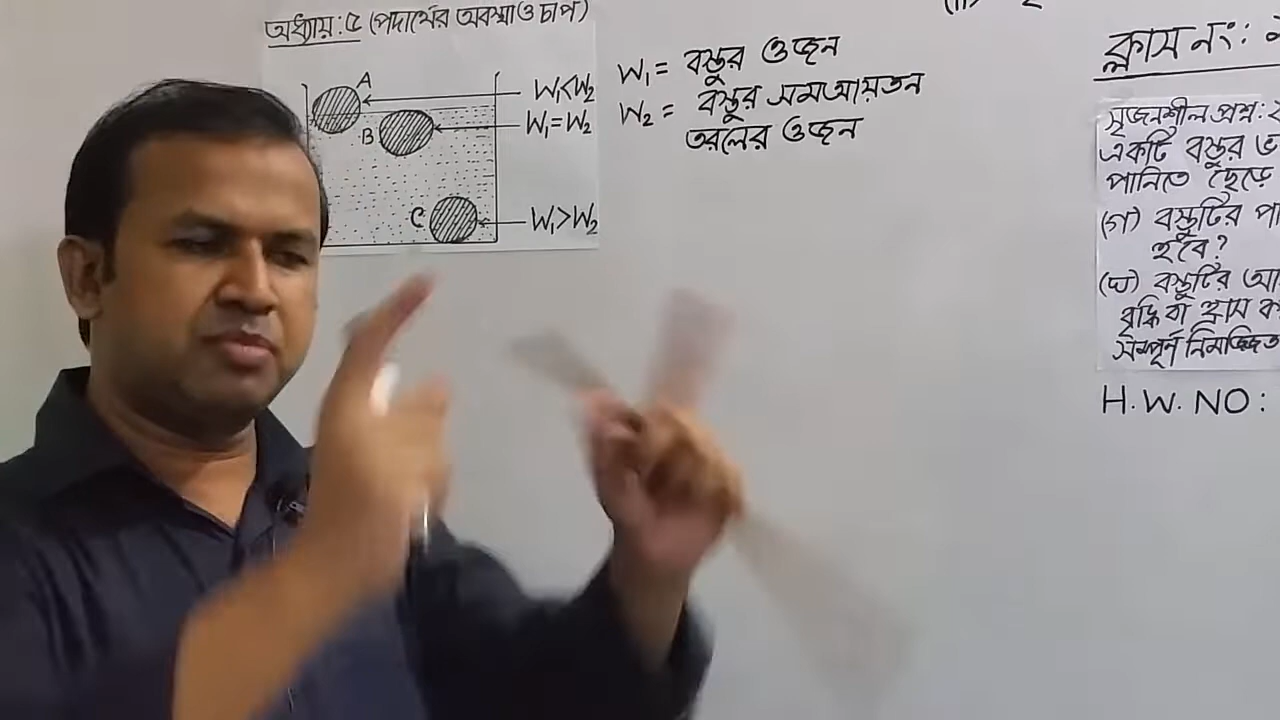 অধ্যায়: ৫ (পদার্থের অবস্থা ও চাপ)
A
W₁<W₂
B
W₁=W₂
C
W₁>W₂
W₁ = বস্তুর ওজন
W₂ = বস্তুর সমআয়তন
তরলের ওজন
ক্লাস নং:
সৃজনশীল প্রশ্ন:
একটি বস্তুর
পানিতে ছেড়ে
(গ) বস্তুটির
হবে?
(ঘ) বস্তুটির
বৃদ্ধি বা হ্রাস
সম্পূর্ন নিমজ্জিত
H.W. NO: